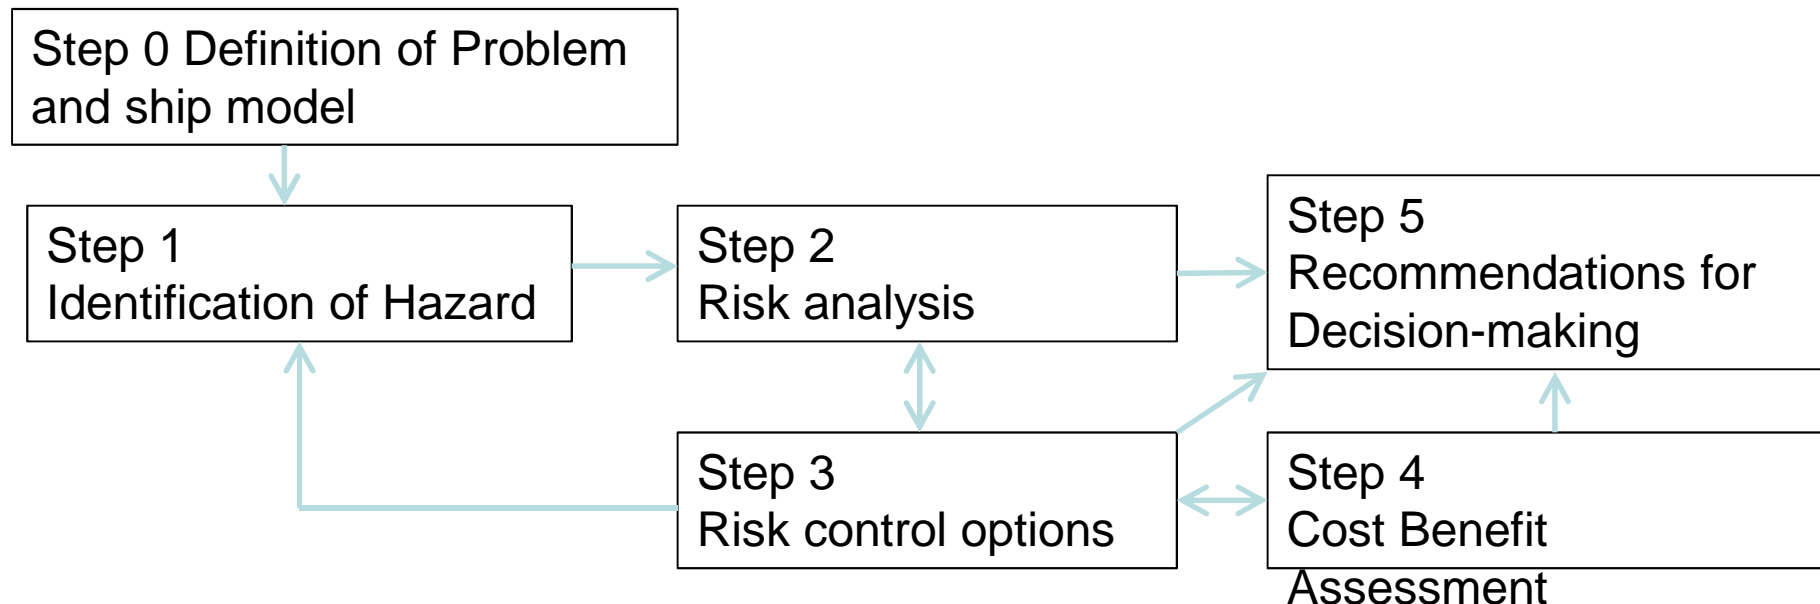 Step 0 Definition of Problem
and ship model
Step 1
Identification of Hazard
Step 2
Risk analysis
Step 5
Recommendations for
Decision-making
Step 3
Risk control options
Step 4
Cost Benefit
Assessment